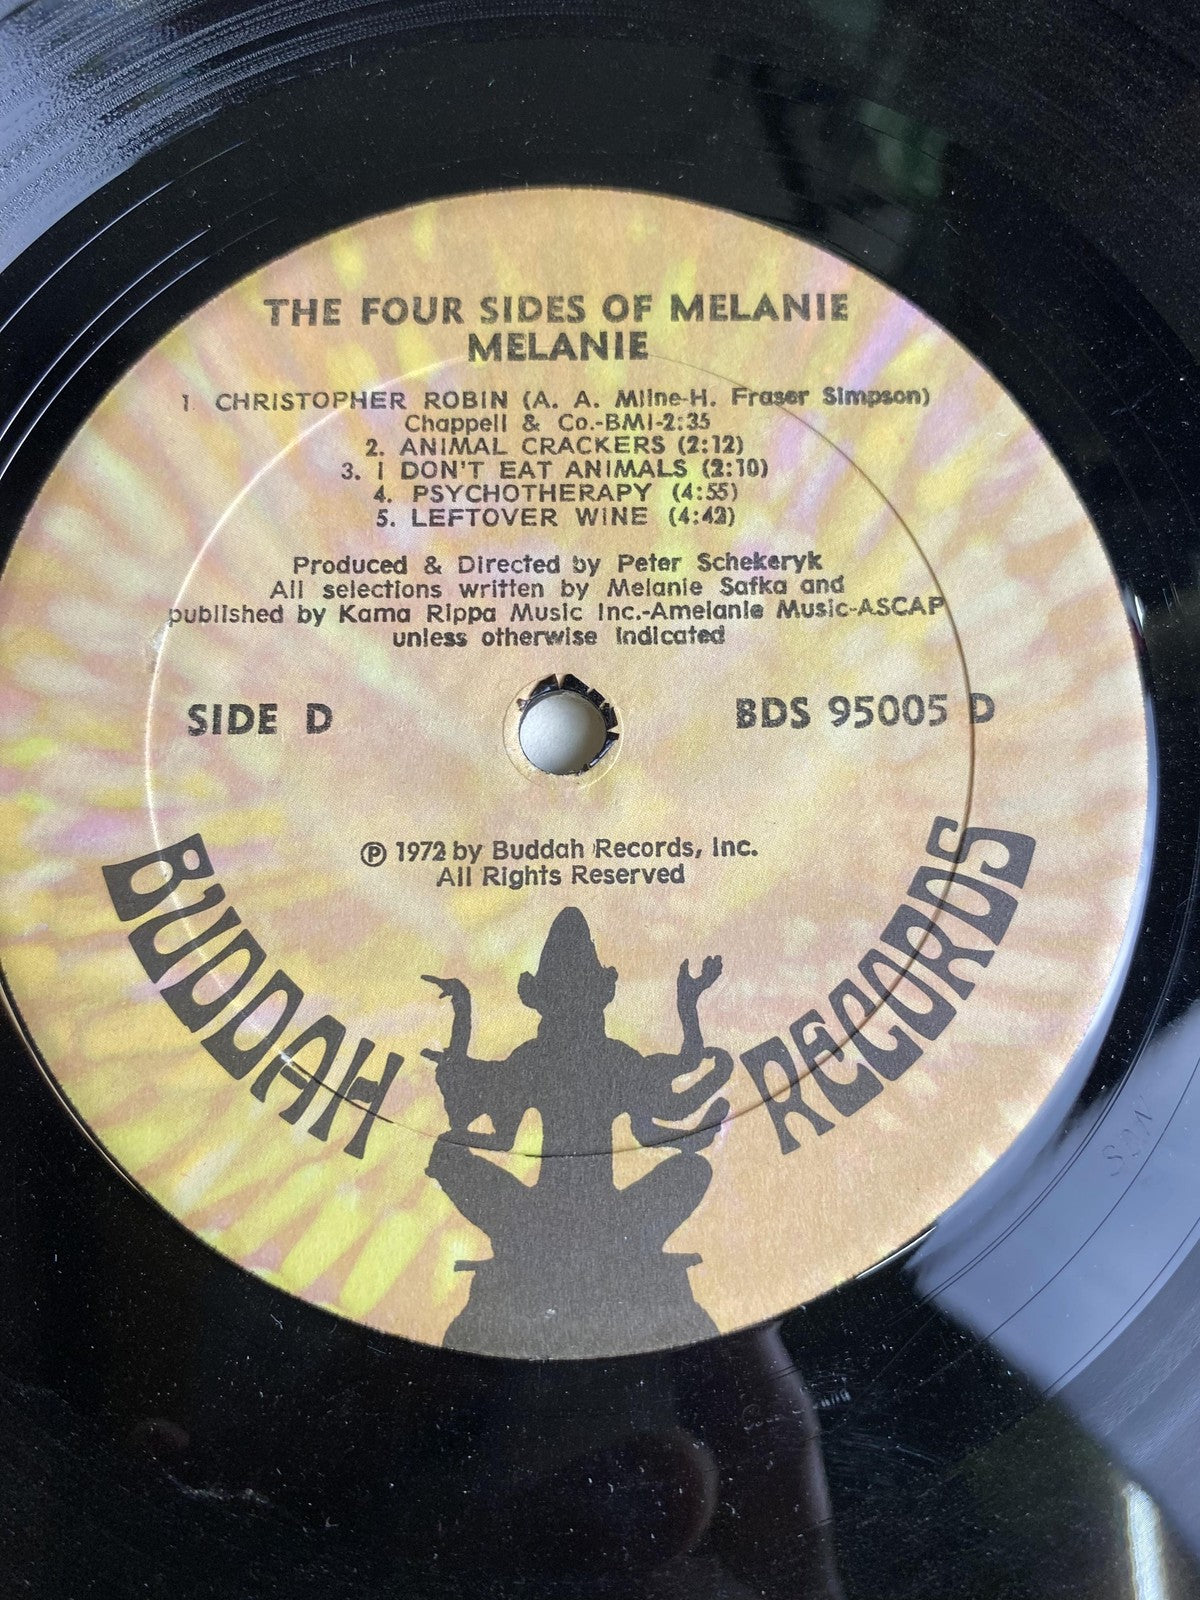 THE FOUR SIDES OF MELANIE
MELANIE
1 CHRISTOPHER ROBIN (A. A. Milne-H. Fraser Simpson)
Chappell & Co.-BMI-2:35
2. ANIMAL CRACKERS (2:12)
3. I DON'T EAT ANIMALS (2:10)
4. PSYCHOTHERAPY (4:55)
5. LEFTOVER WINE (4:42)
Produced & Directed by Peter Schekeryk
All selections written by Melanie Safka and
published by Kama Rippa Music Inc.-Amelanie Music-ASCAP
unless otherwise indicated
SIDE D
BDS 95005 D
℗ 1972 by Buddah Records, Inc.
All Rights Reserved
BUDDAH RECORDS